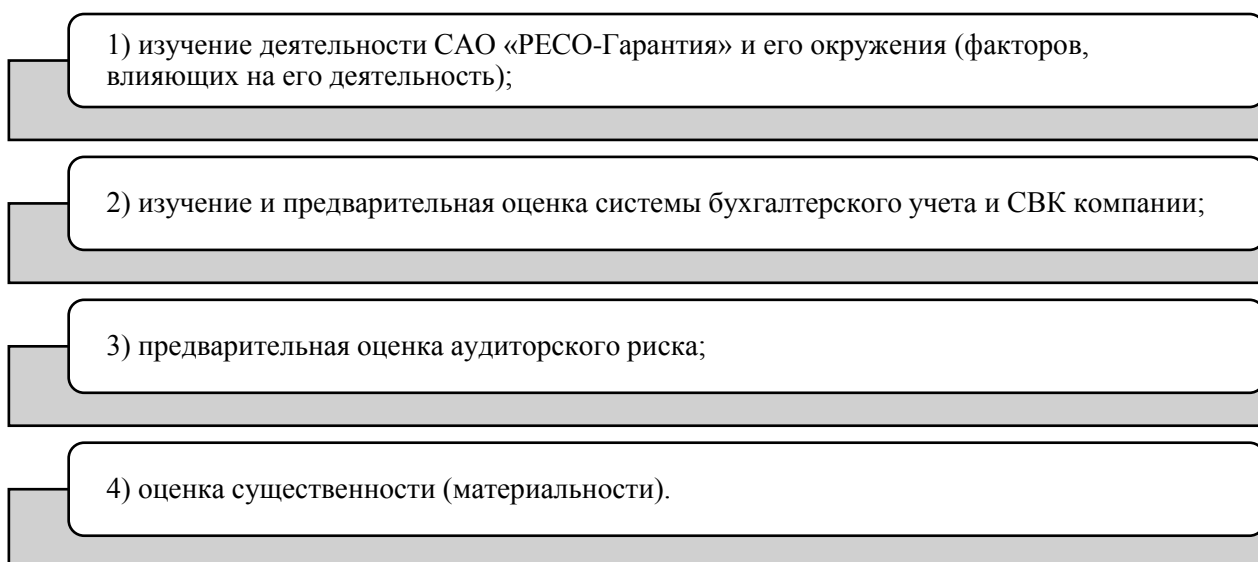 1) изучение деятельности САО «РЕСО-Гарантия» и его окружения (факторов,
влияющих на его деятельность);
2) изучение и предварительная оценка системы бухгалтерского учета и СВК компании;
3) предварительная оценка аудиторского риска;
4) оценка существенности (материальности).